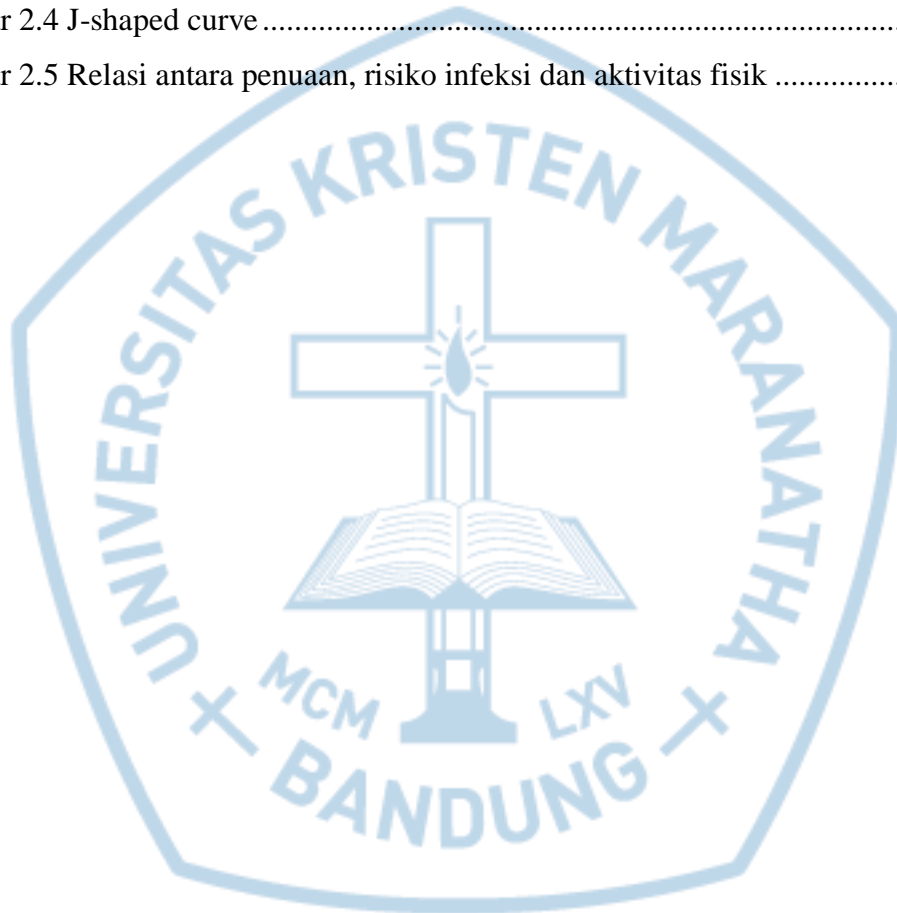 r 2.4 J-shaped curve....................................................................................
r 2.5 Relasi antara penuaan, risiko infeksi dan aktivitas fisik ................
UNIVERSITAS KRISTEN MARANATHA
MCM LXV
BANDUNG